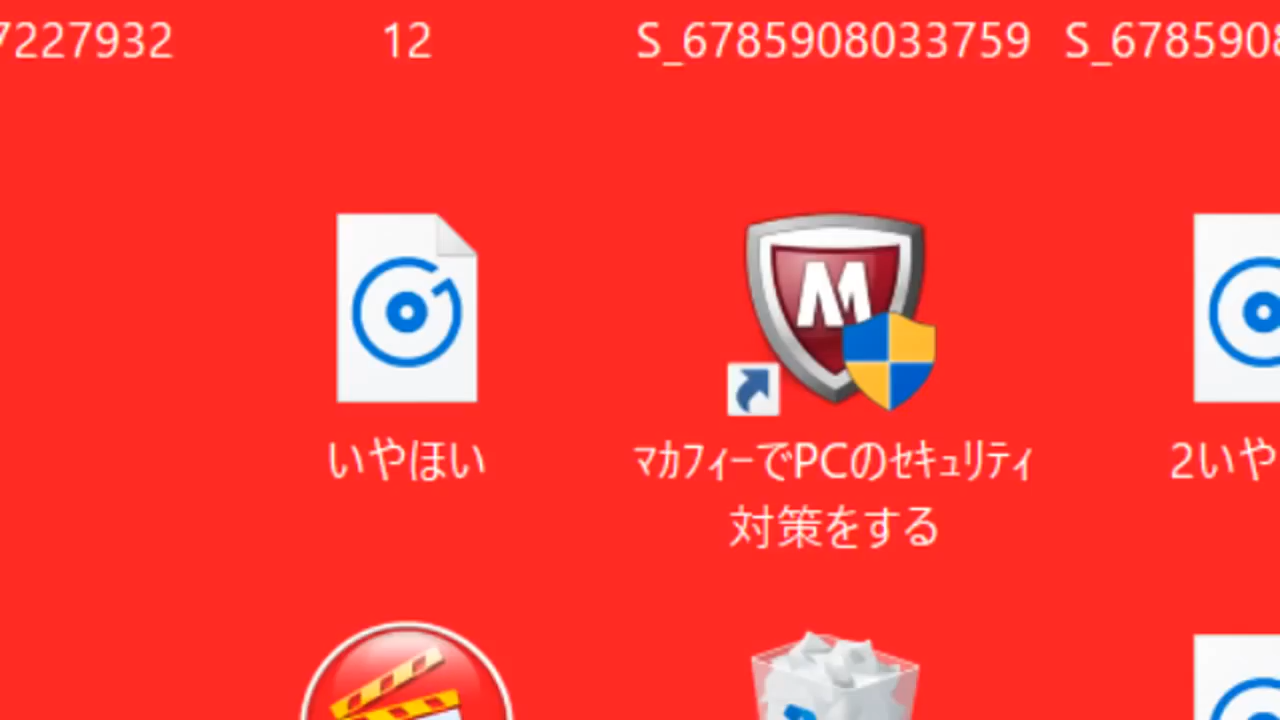 7227932
12
S_6785908033759
S_6785908
いやほい
ﾏｶﾌｨｰでPCのｾｷｭﾘﾃｨ
対策をする
2いや
M